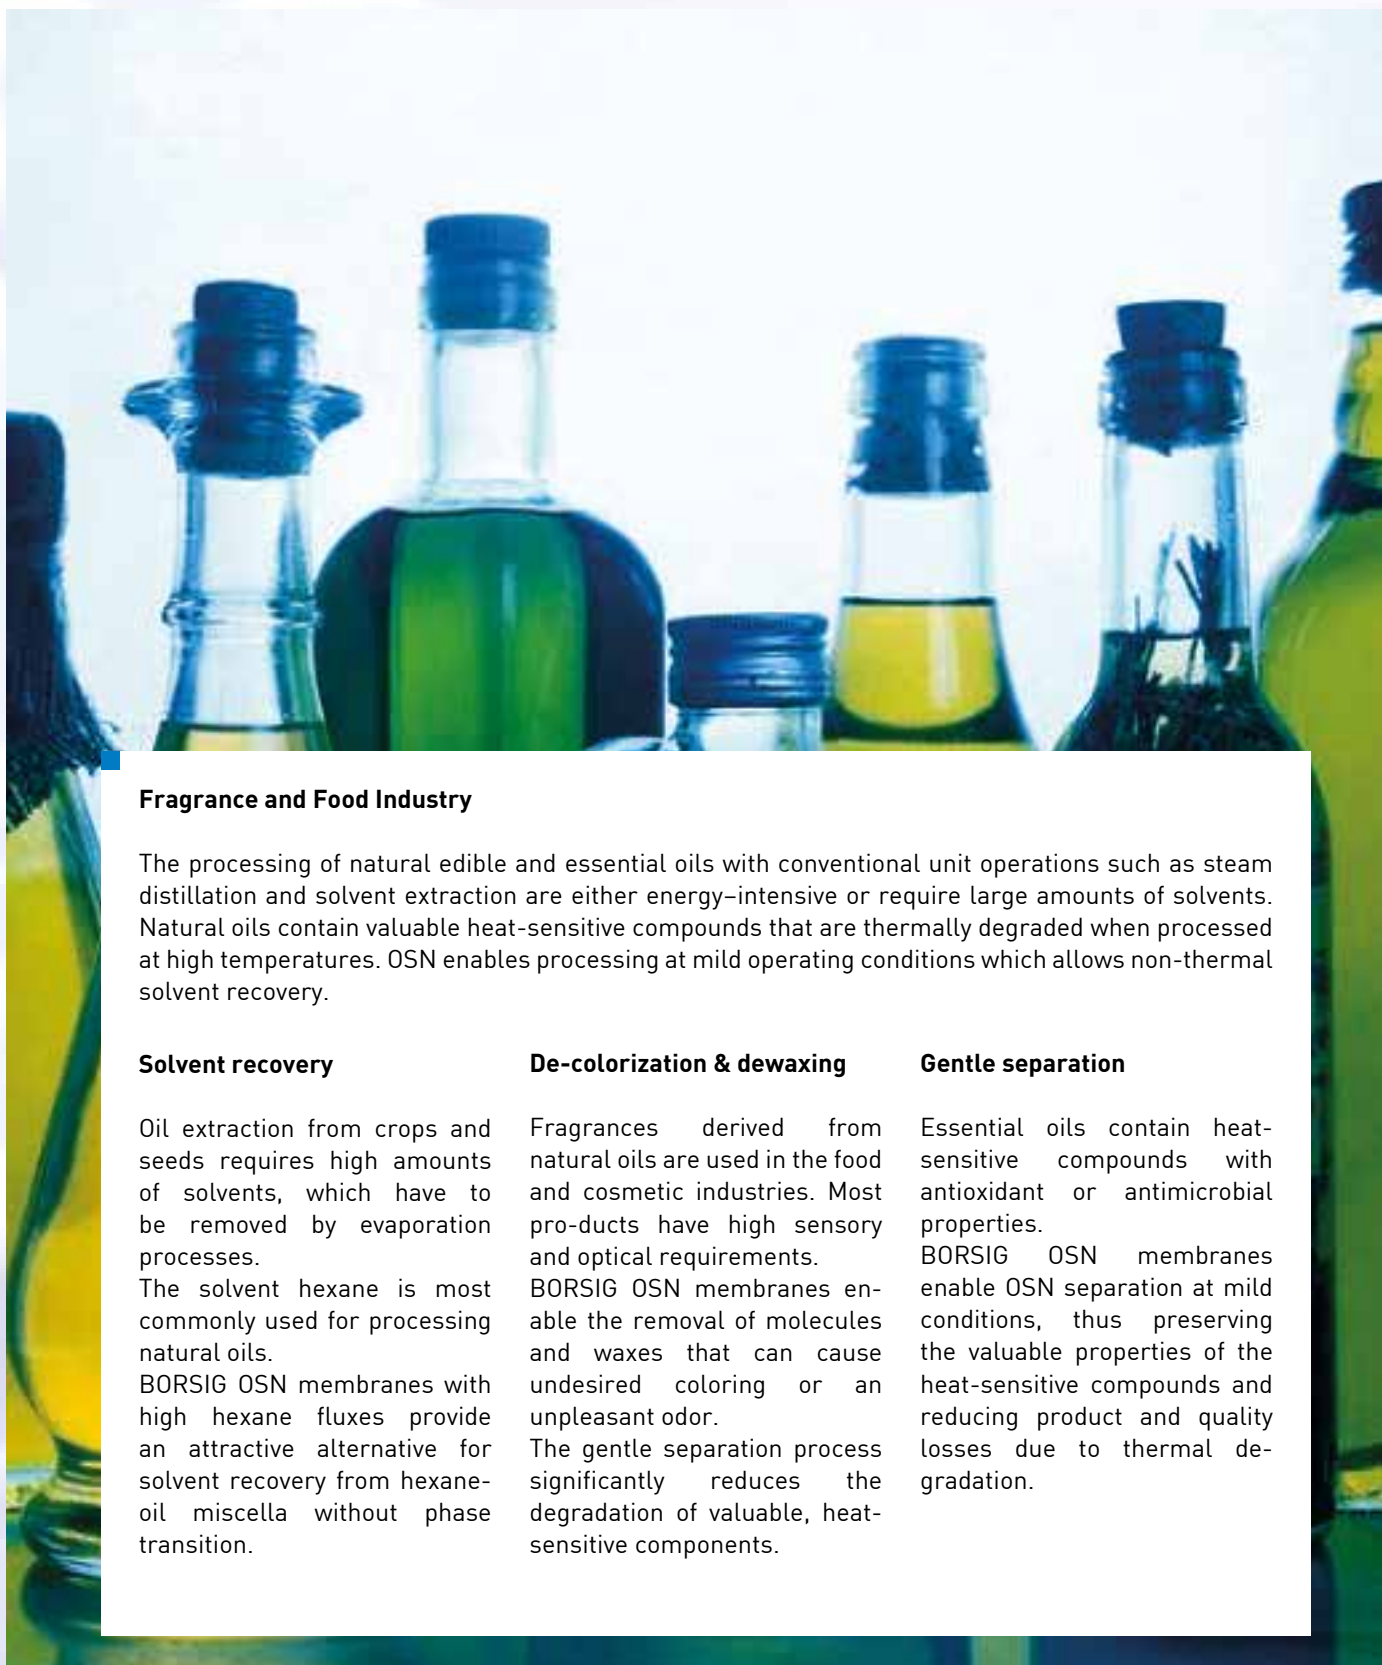 Fragrance and Food Industry
The processing of natural edible and essential oils with conventional unit operations such as steam
distillation and solvent extraction are either energy–intensive or require large amounts of solvents.
Natural oils contain valuable heat-sensitive compounds that are thermally degraded when processed
at high temperatures. OSN enables processing at mild operating conditions which allows non-thermal
solvent recovery.
Solvent recovery
Oil extraction from crops and
seeds requires high amounts
of solvents, which have to
be removed by evaporation
processes.
The solvent hexane is most
commonly used for processing
natural oils.
BORSIG OSN membranes with
high hexane fluxes provide
an attractive alternative for
solvent recovery from hexane-
oil miscella without phase
transition.
De-colorization & dewaxing
Fragrances derived from
natural oils are used in the food
and cosmetic industries. Most
pro-ducts have high sensory
and optical requirements.
BORSIG OSN membranes en-
able the removal of molecules
and waxes that can cause
undesired coloring or an
unpleasant odor.
The gentle separation process
significantly reduces the
degradation of valuable, heat-
sensitive components.
Gentle separation
Essential oils contain heat-
sensitive compounds with
antioxidant or antimicrobial
properties.
BORSIG OSN membranes
enable OSN separation at mild
conditions, thus preserving
the valuable properties of the
heat-sensitive compounds and
reducing product and quality
losses due to thermal de-
gradation.